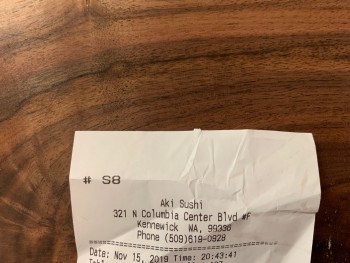 # S8
Aki Sushi
321 N Columbia Center Blvd #F
Kennewick WA, 99336
Phone (509)619-0928
Date: Nov 15, 2019 Time: 20:43:41